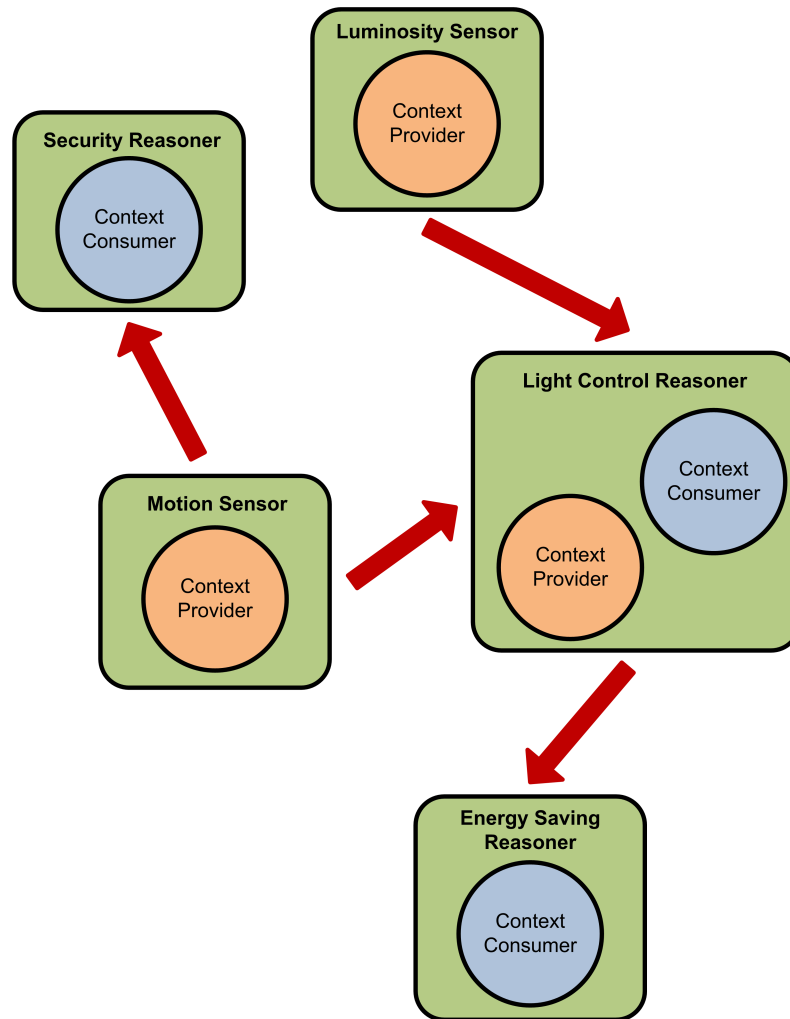 Luminosity Sensor
Context
Provider
Security Reasoner
Context
Consumer
Light Control Reasoner
Context
Consumer
Context
Provider
Motion Sensor
Context
Provider
Energy Saving
Reasoner
Context
Consumer